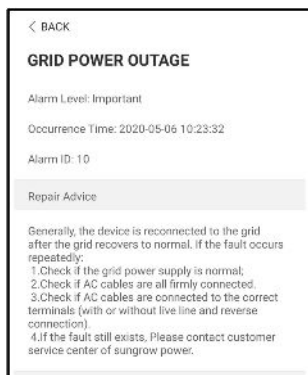 < BACK
GRID POWER OUTAGE
Alarm Level: Important
Occurrence Time: 2020-05-06 10:23:32
Alarm ID: 10
Repair Advice
Generally, the device is reconnected to the grid
after the grid recovers to normal. If the fault occurs
repeatedly:
1.Check if the grid power supply is normal;
2.Check if AC cables are all firmly connected.
3.Check if AC cables are connected to the correct
terminals (with or without live line and reverse
connection).
4.If the fault still exists, Please contact customer
service center of sungrow power.